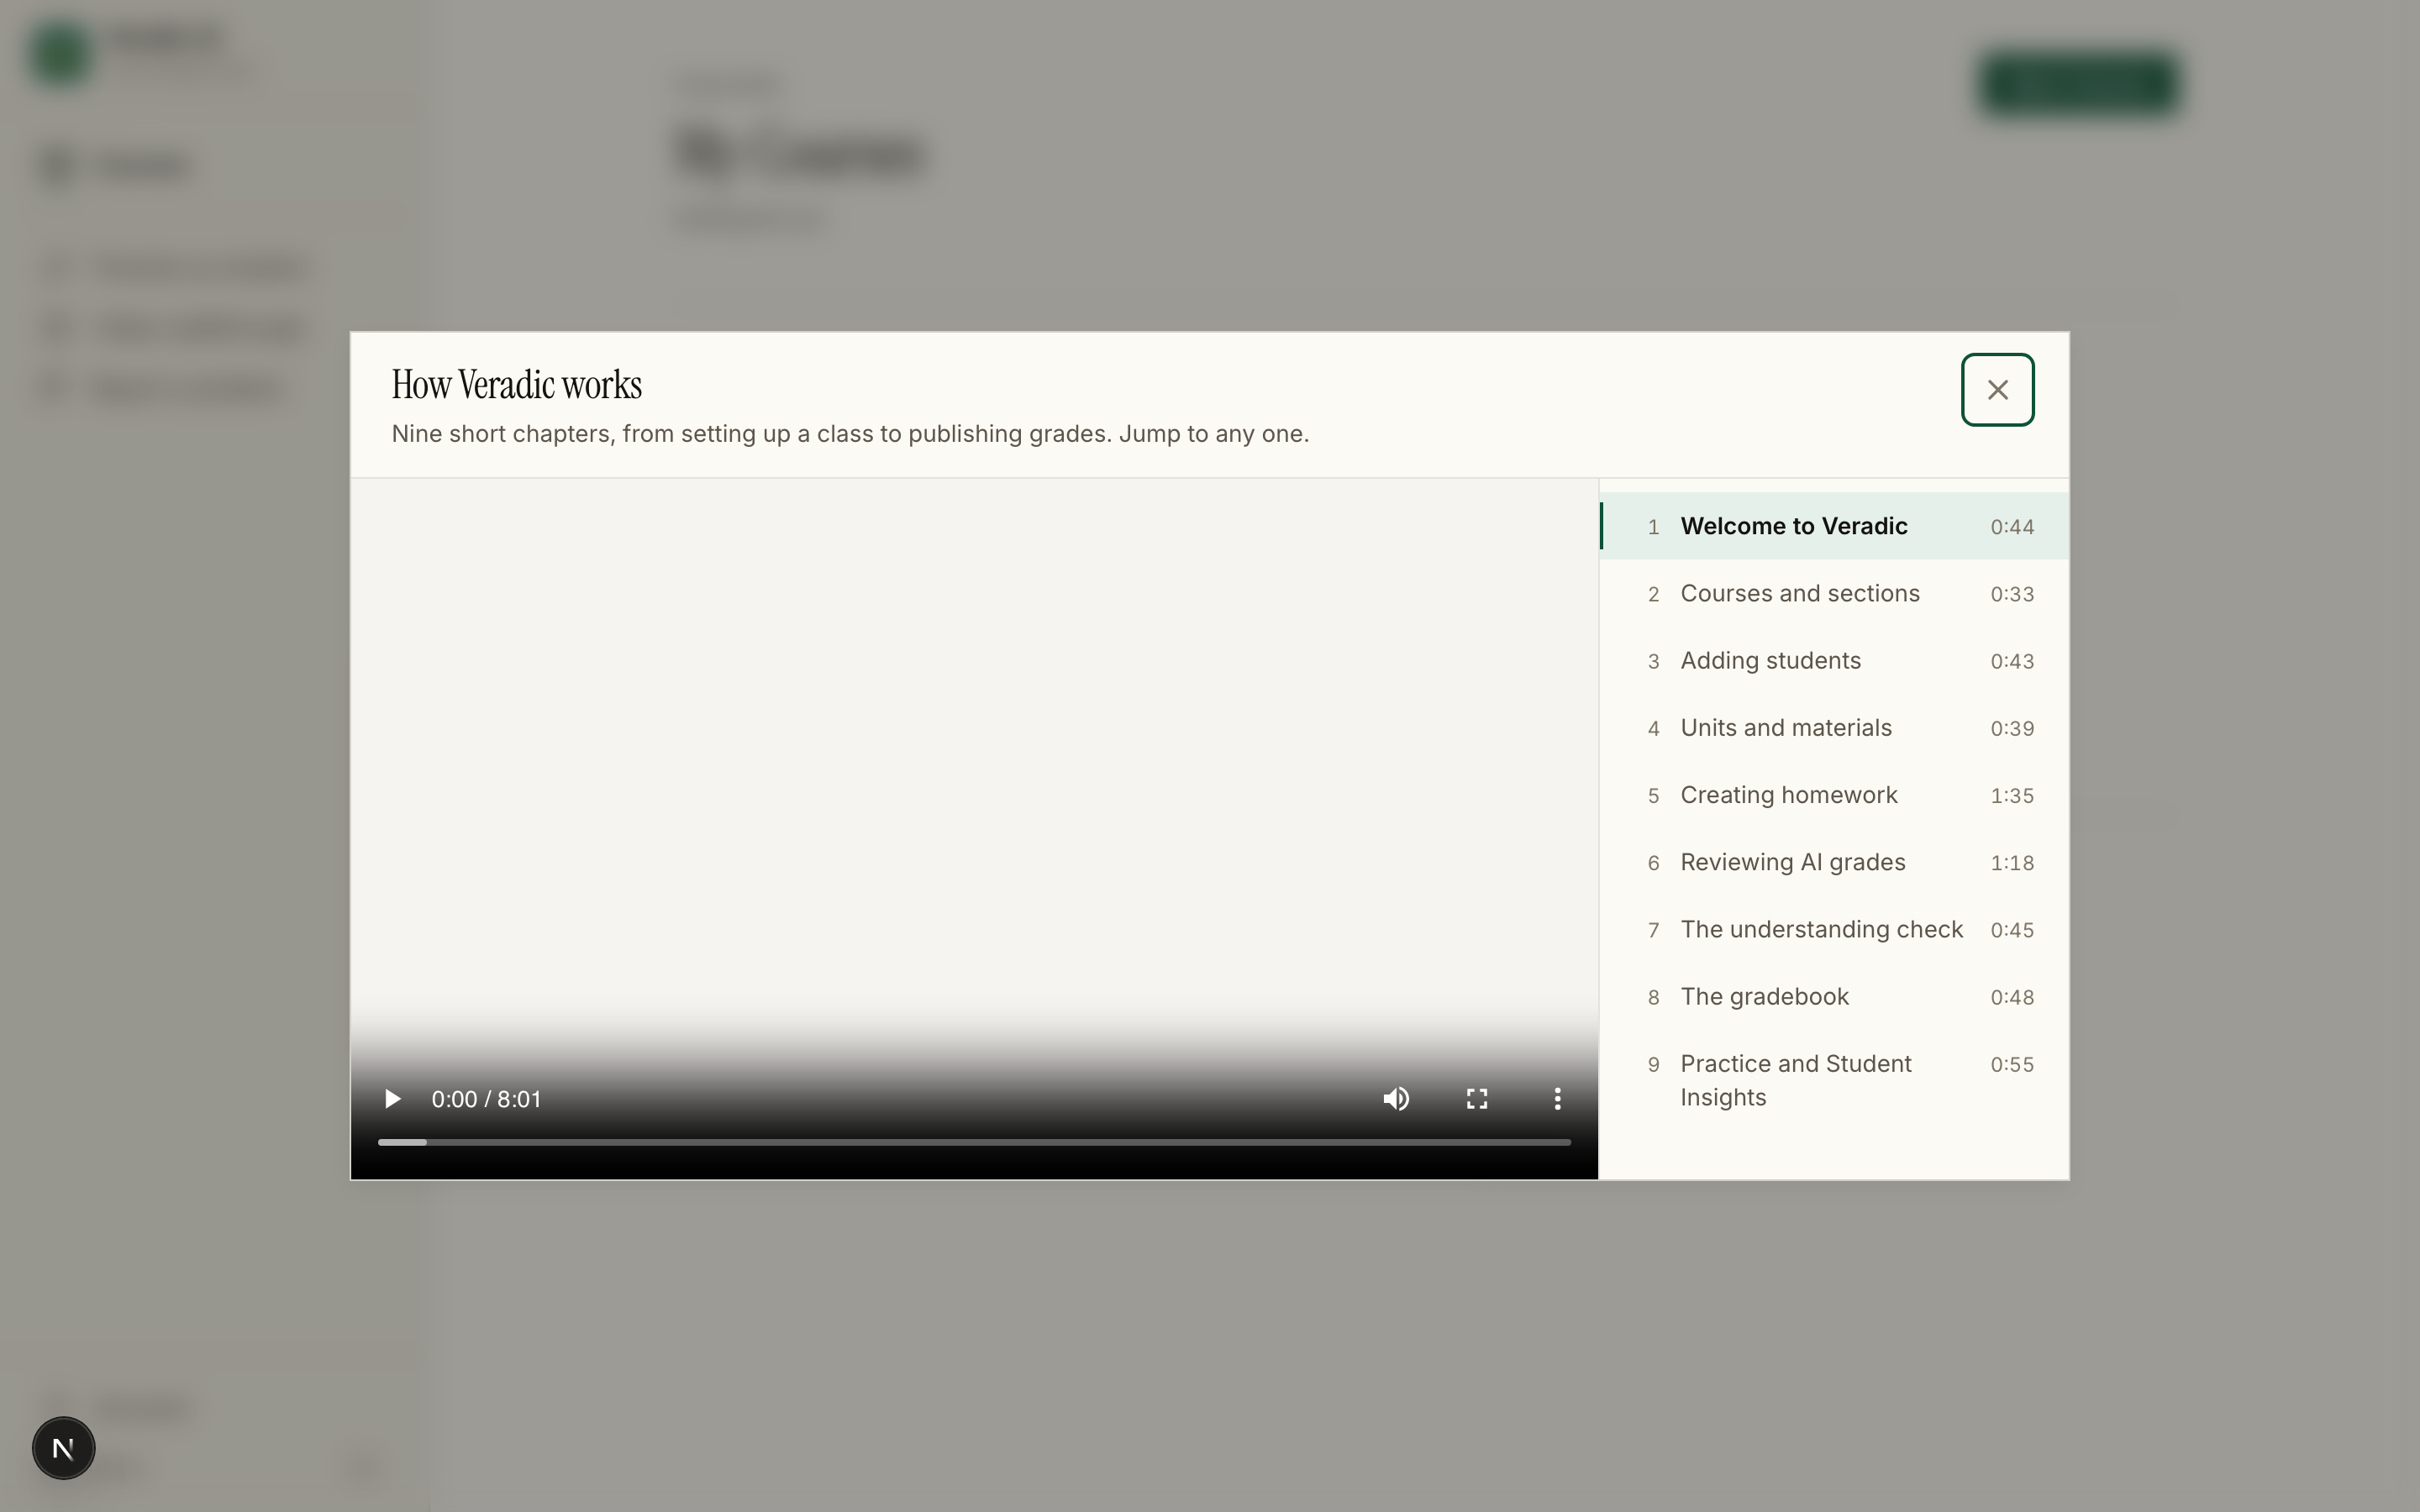 My Courses
How Veradic works
Nine short chapters, from setting up a class to publishing grades. Jump to any one.
1 Welcome to Veradic 0:44
2 Courses and sections 0:33
3 Adding students 0:43
4 Units and materials 0:39
5 Creating homework 1:35
6 Reviewing AI grades 1:18
7 The understanding check 0:45
8 The gradebook 0:48
9 Practice and Student 0:55
Insights
0:00 / 8:01
N